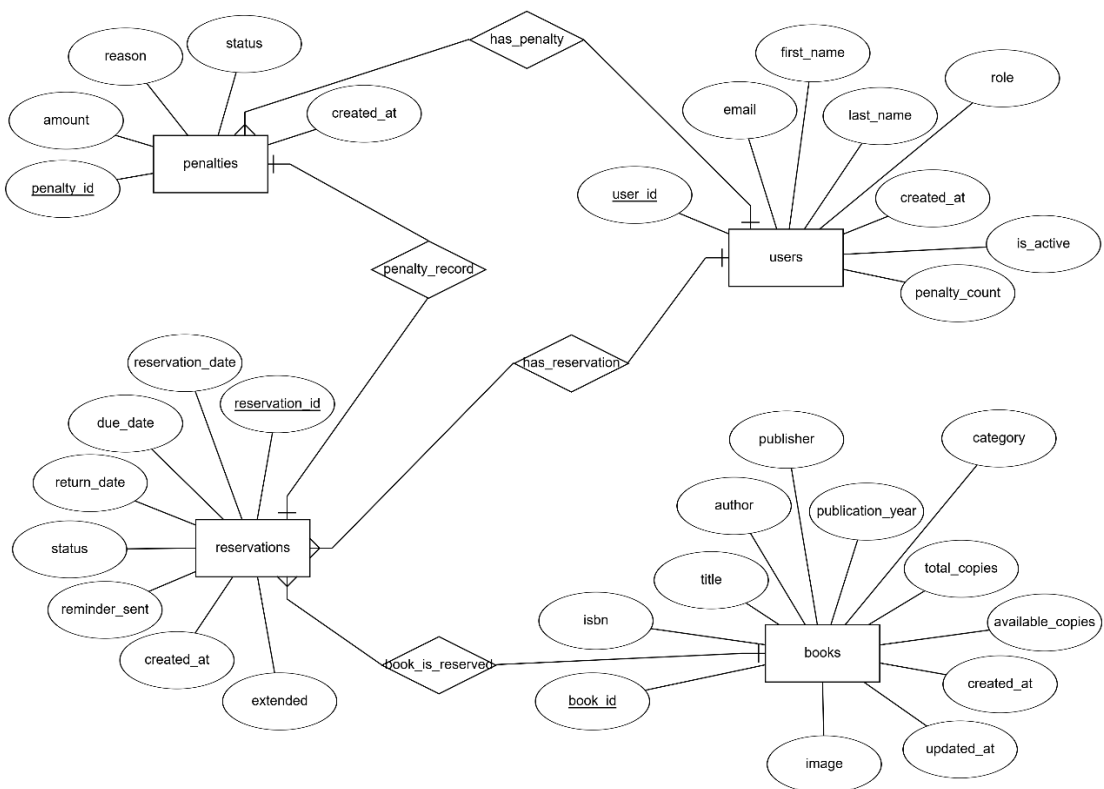 has_penalty
status
reason
first_name
role
email
last_name
amount
created_at
penalties
penalty_id
user_id
created_at
is_active
users
penalty_record
penalty_count
reservation_date
has_reservation
reservation_id
due_date
publisher
category
return_date
author
publication_year
status
reservations
total_copies
title
reminder_sent
isbn
available_copies
books
created_at
book_is_reserved
created_at
extended
book_id
updated_at
image